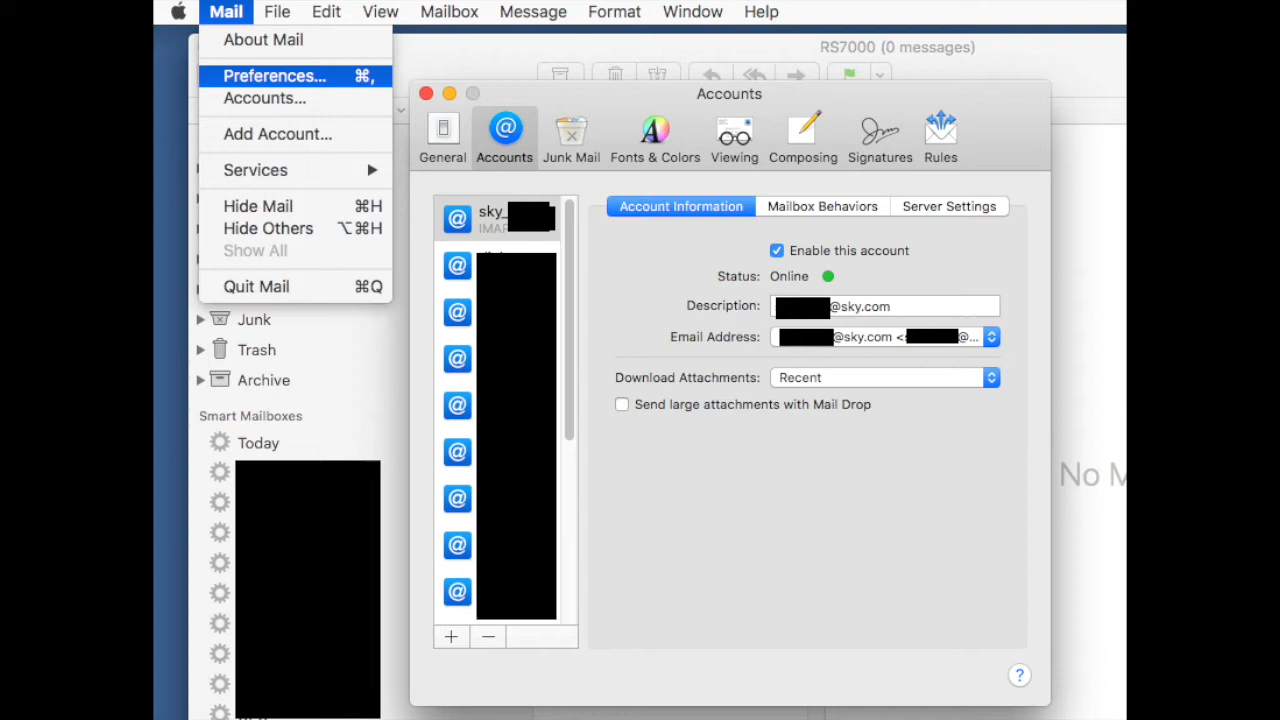 Mail File Edit View Mailbox Message Format Window Help
About Mail
Preferences... ⌘,
Accounts...
Add Account...
Services
Hide Mail ⌘H
Hide Others ⌥⌘H
Show All
Quit Mail ⌘Q
Junk
Trash
Archive
Smart Mailboxes
Today
RS7000 (0 messages)
Accounts
General Accounts Junk Mail Fonts & Colors Viewing Composing Signatures Rules
sky_
Account Information Mailbox Behaviors Server Settings
Enable this account
Status: Online
Description: @sky.com
Email Address: @sky.com < @...
Download Attachments: Recent
Send large attachments with Mail Drop
+ −
?
No